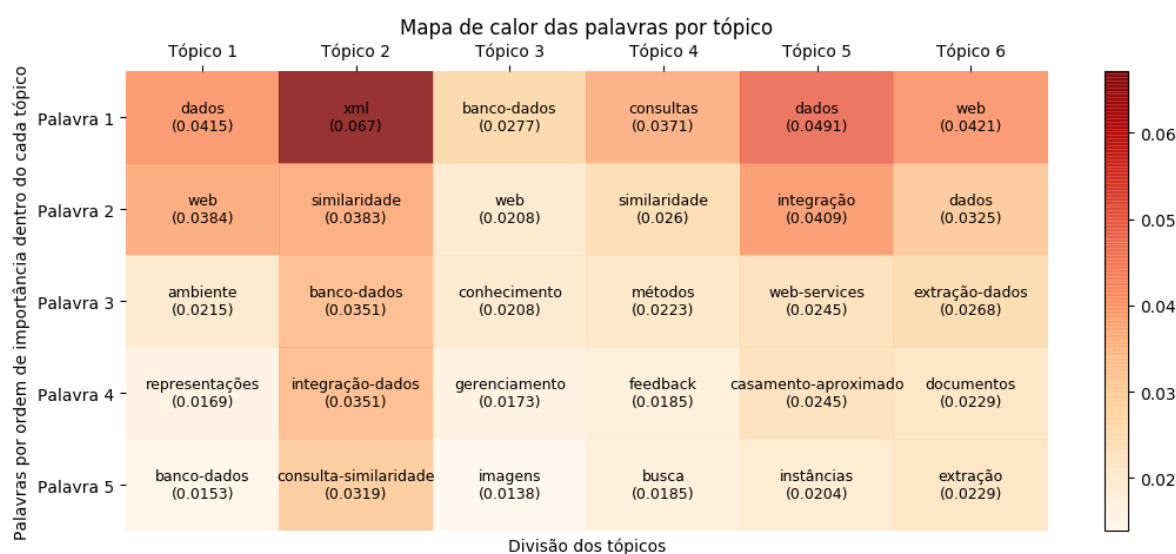 Mapa de calor das palavras por tópico
Tópico 1 Tópico 2 Tópico 3 Tópico 4 Tópico 5 Tópico 6
Palavras por ordem de importância dentro do cada tópico
Palavra 1 dados xml banco-dados consultas dados web
(0.0415) (0.067) (0.0277) (0.0371) (0.0491) (0.0421)
Palavra 2 web similaridade web similaridade integração dados
(0.0384) (0.0383) (0.0208) (0.026) (0.0409) (0.0325)
Palavra 3 ambiente banco-dados conhecimento métodos web-services extração-dados
(0.0215) (0.0351) (0.0208) (0.0223) (0.0245) (0.0268)
Palavra 4 representações integração-dados gerenciamento feedback casamento-aproximado documentos
(0.0169) (0.0351) (0.0173) (0.0185) (0.0245) (0.0229)
Palavra 5 banco-dados consulta-similaridade imagens busca instâncias extração
(0.0153) (0.0319) (0.0138) (0.0185) (0.0204) (0.0229)
Divisão dos tópicos
0.06
0.05
0.04
0.03
0.02